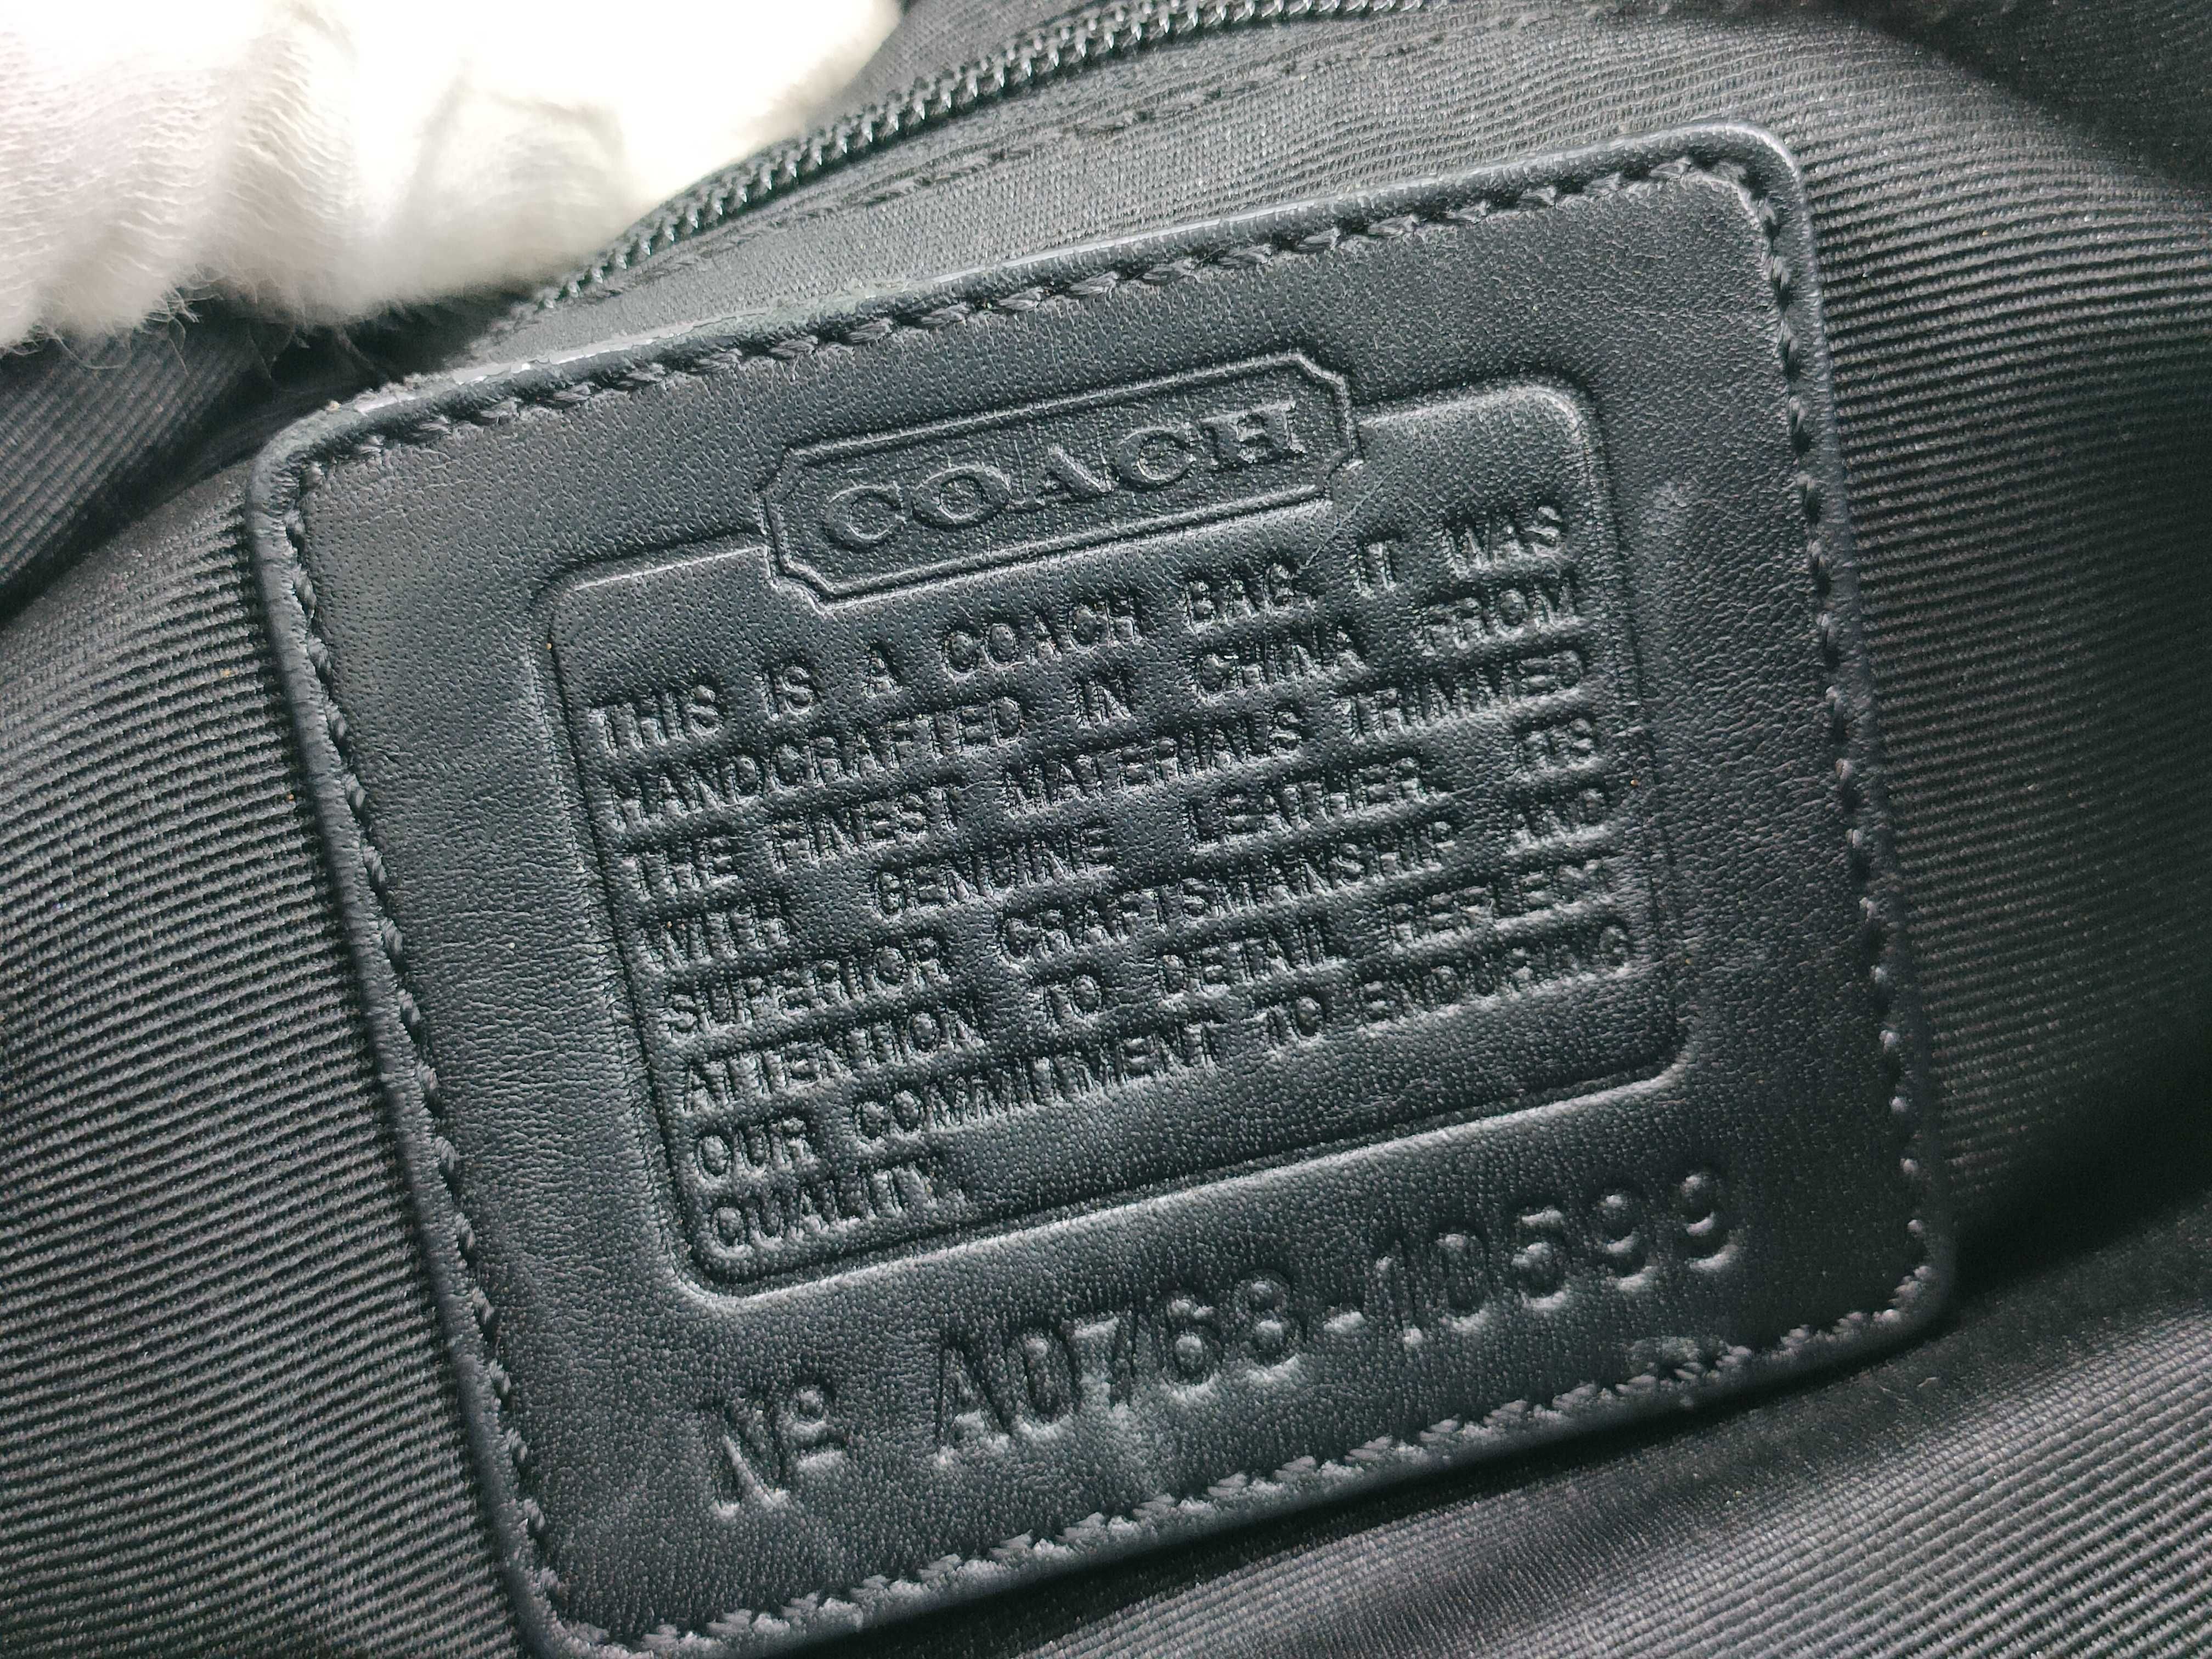 COACH
THIS IS A COACH BAG. IT WAS
HANDCRAFTED IN CHINA FROM
THE FINEST MATERIALS TRIMMED
WITH GENUINE LEATHER. ITS
SUPERIOR CRAFTSMANSHIP AND
ATTENTION TO DETAIL REFLECT
OUR COMMITMENT TO ENDURING
QUALITY.
Nº A0768-10599